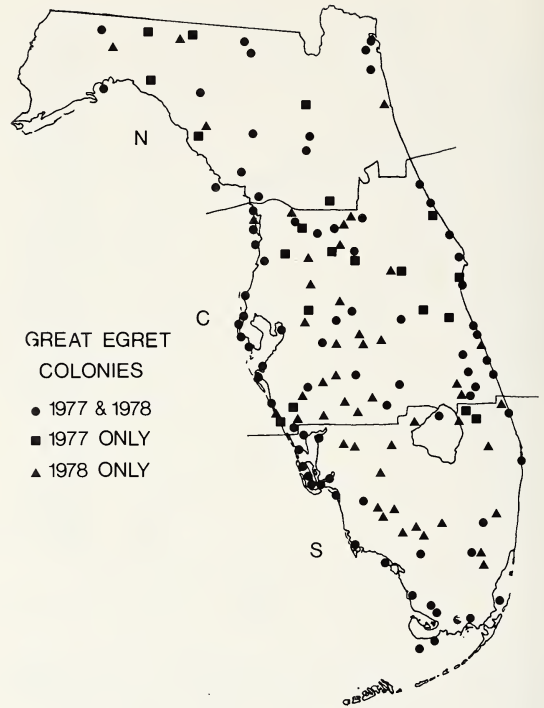 N
C
GREAT EGRET
COLONIES
● 1977 & 1978
■ 1977 ONLY
▲ 1978 ONLY
S